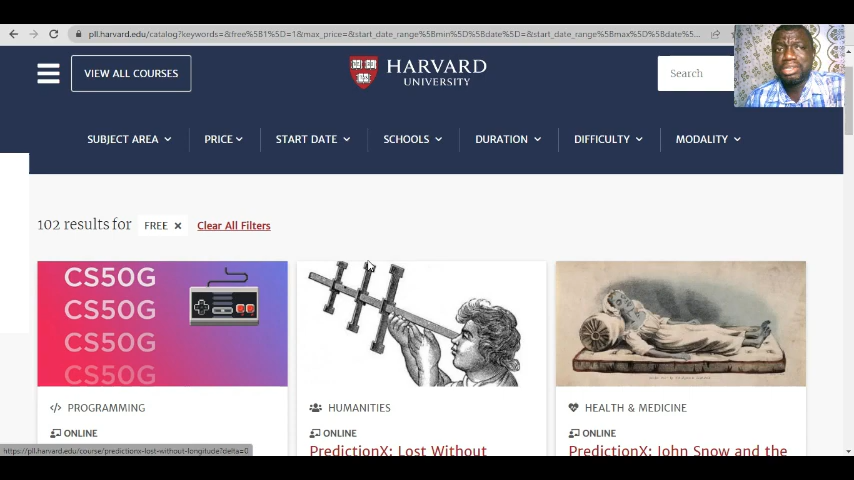 pll.harvard.edu/catalog?keywords=&free%5B1%5D=1&max_price=&start_date_range%5Bmin%5D%5Bdate%5D=&start_date_range%5Bmax%5D%5Bdate%...
VIEW ALL COURSES
HARVARD
UNIVERSITY
Search
SUBJECT AREA
PRICE
START DATE
SCHOOLS
DURATION
DIFFICULTY
MODALITY
102 results for FREE Clear All Filters
CS50G
CS50G
CS50G
CS50G
PROGRAMMING
ONLINE
HUMANITIES
ONLINE
PredictionX: Lost Without
HEALTH & MEDICINE
ONLINE
PredictionX: John Snow and the
https://pll.harvard.edu/course/predictionx-lost-without-longitude?delta=0